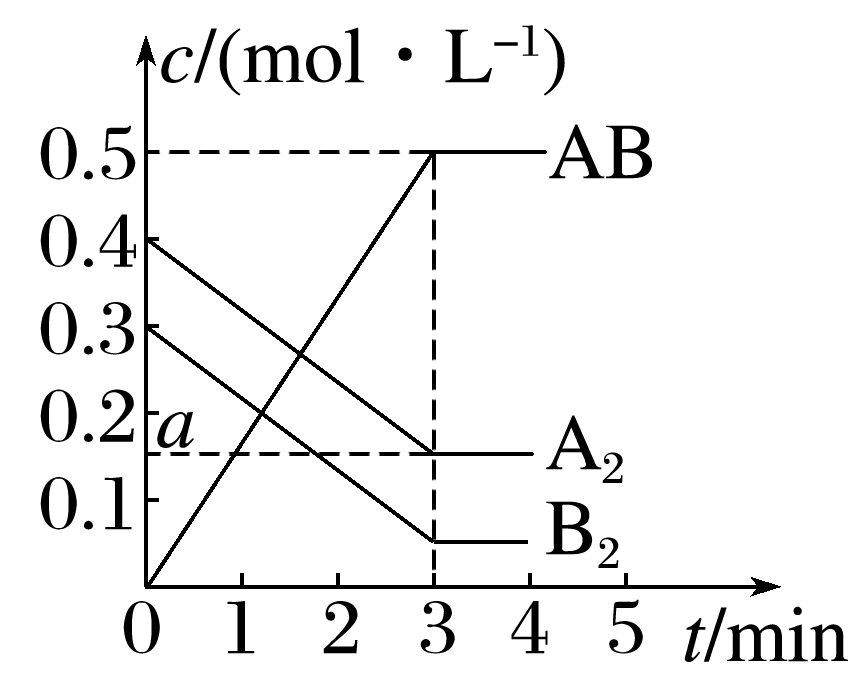 c/(mol · L⁻¹)
0.5 AB
0.4
0.3
0.2 a
A₂
0.1 B₂
0 1 2 3 4 5 t/min